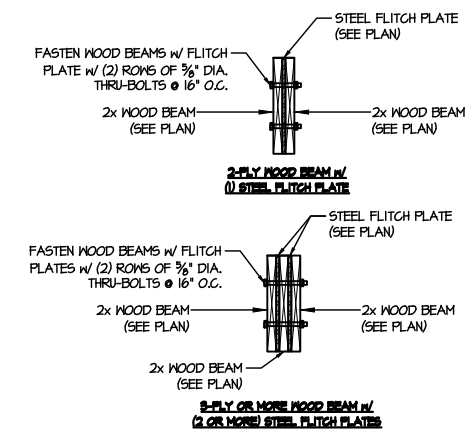 STEEL FLITCH PLATE
(SEE PLAN)
FASTEN WOOD BEAMS w/ FLITCH
PLATE w/ (2) ROWS OF 5/8" DIA.
THRU-BOLTS @ 16" O.C.
2x WOOD BEAM
(SEE PLAN)
2x WOOD BEAM
(SEE PLAN)
2-PLY WOOD BEAM w/
(1) STEEL FLITCH PLATE
STEEL FLITCH PLATE
(SEE PLAN)
FASTEN WOOD BEAMS w/ FLITCH
PLATES w/ (2) ROWS OF 5/8" DIA.
THRU-BOLTS @ 16" O.C.
2x WOOD BEAM
(SEE PLAN)
2x WOOD BEAM
(SEE PLAN)
2x WOOD BEAM
(SEE PLAN)
3-PLY OR MORE WOOD BEAM w/
(2 OR MORE) STEEL FLITCH PLATES